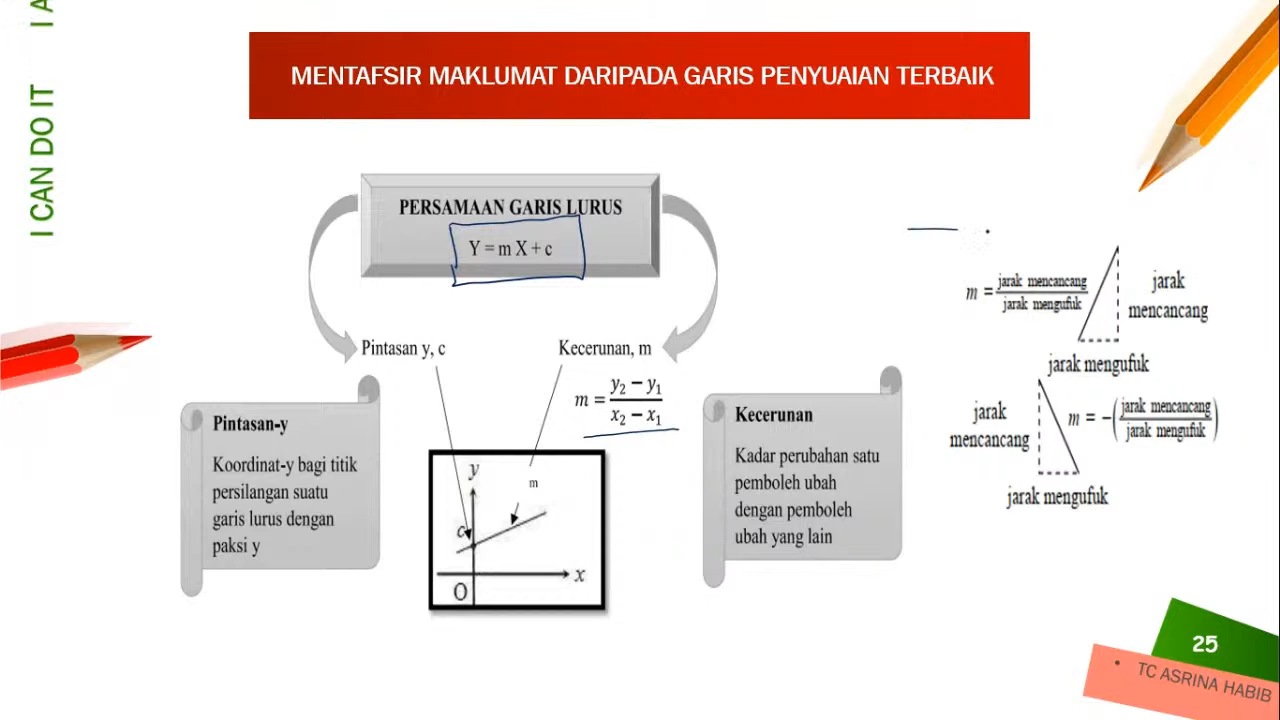 I A
I CAN DO IT
MENTAFSIR MAKLUMAT DARIPADA GARIS PENYUAIAN TERBAIK
PERSAMAAN GARIS LURUS
Y = m X + c
Pintasan y, c
Kecerunan, m
m = y₂ − y₁ / x₂ − x₁
Pintasan-y
Koordinat-y bagi titik
persilangan suatu
garis lurus dengan
paksi y
y
m
c
x
O
Kecerunan
Kadar perubahan satu
pemboleh ubah
dengan pemboleh
ubah yang lain
m = jarak mencancang / jarak mengufuk
jarak
mencancang
jarak mengufuk
jarak
mencancang
m = −(jarak mencancang / jarak mengufuk)
jarak mengufuk
25
• TC ASRINA HABIB